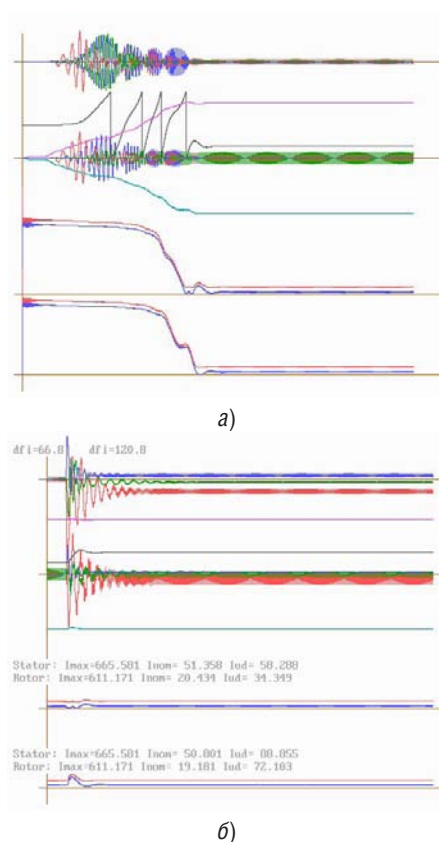 а)
dfi=66.8 dfi=120.8
Stator: Imax=665.581 Inom= 51.358 Iud= 58.288
Rotor: Imax=611.171 Inom= 20.434 Iud= 34.349
Stator: Imax=665.581 Inom= 50.801 Iud= 88.855
Rotor: Imax=611.171 Inom= 19.181 Iud= 72.103
б)